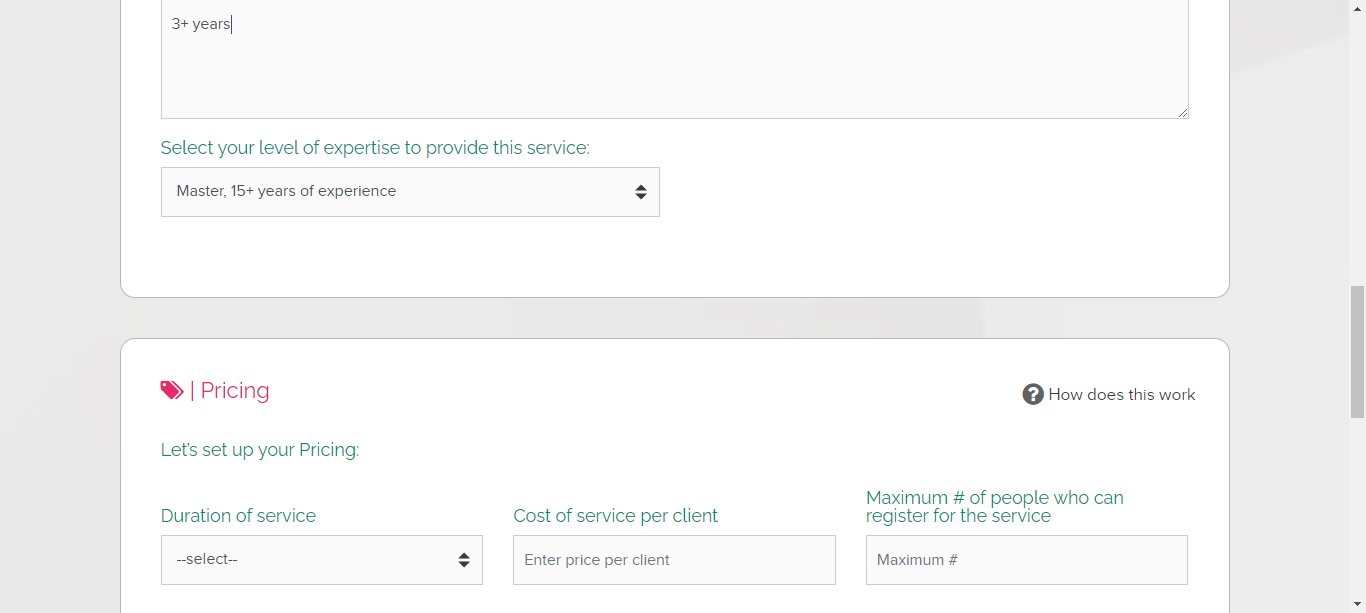 3+ years
Select your level of expertise to provide this service:
Master, 15+ years of experience
| Pricing
? How does this work
Let's set up your Pricing:
Duration of service
Cost of service per client
Maximum # of people who can
register for the service
--select--
Enter price per client
Maximum #